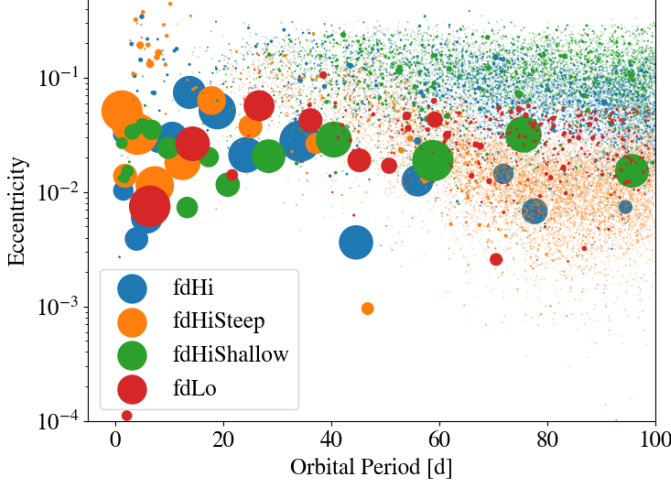 10⁻¹
10⁻²
10⁻³
10⁻⁴
Eccentricity
fdHi
fdHiSteep
fdHiShallow
fdLo
0 20 40 60 80 100
Orbital Period [d]